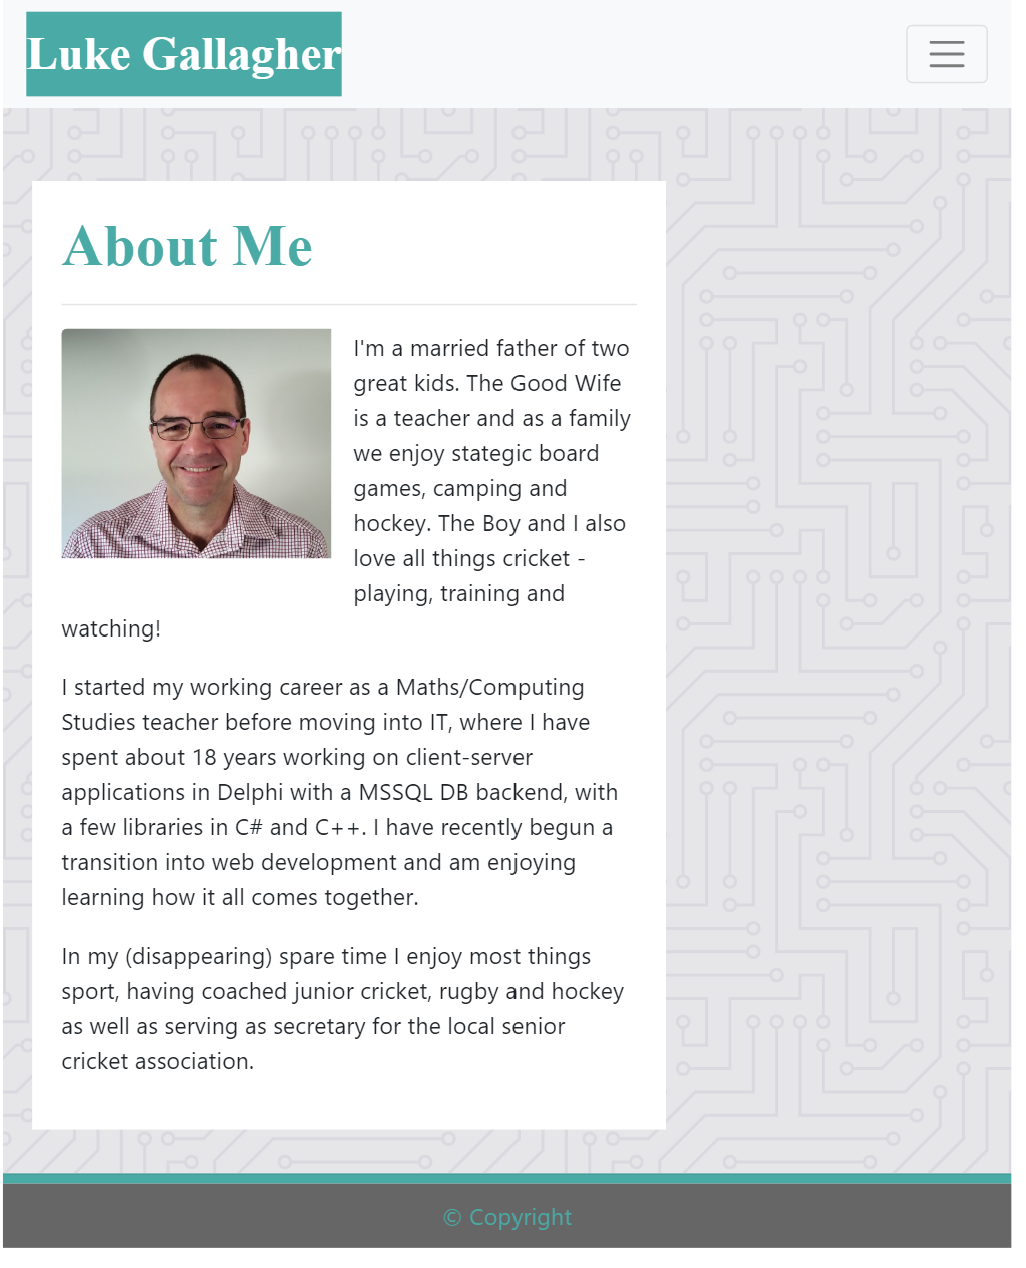 Luke Gallagher
About Me
I'm a married father of two
great kids. The Good Wife
is a teacher and as a family
we enjoy stategic board
games, camping and
hockey. The Boy and I also
love all things cricket -
playing, training and
watching!
I started my working career as a Maths/Computing
Studies teacher before moving into IT, where I have
spent about 18 years working on client-server
applications in Delphi with a MSSQL DB backend, with
a few libraries in C# and C++. I have recently begun a
transition into web development and am enjoying
learning how it all comes together.
In my (disappearing) spare time I enjoy most things
sport, having coached junior cricket, rugby and hockey
as well as serving as secretary for the local senior
cricket association.
© Copyright